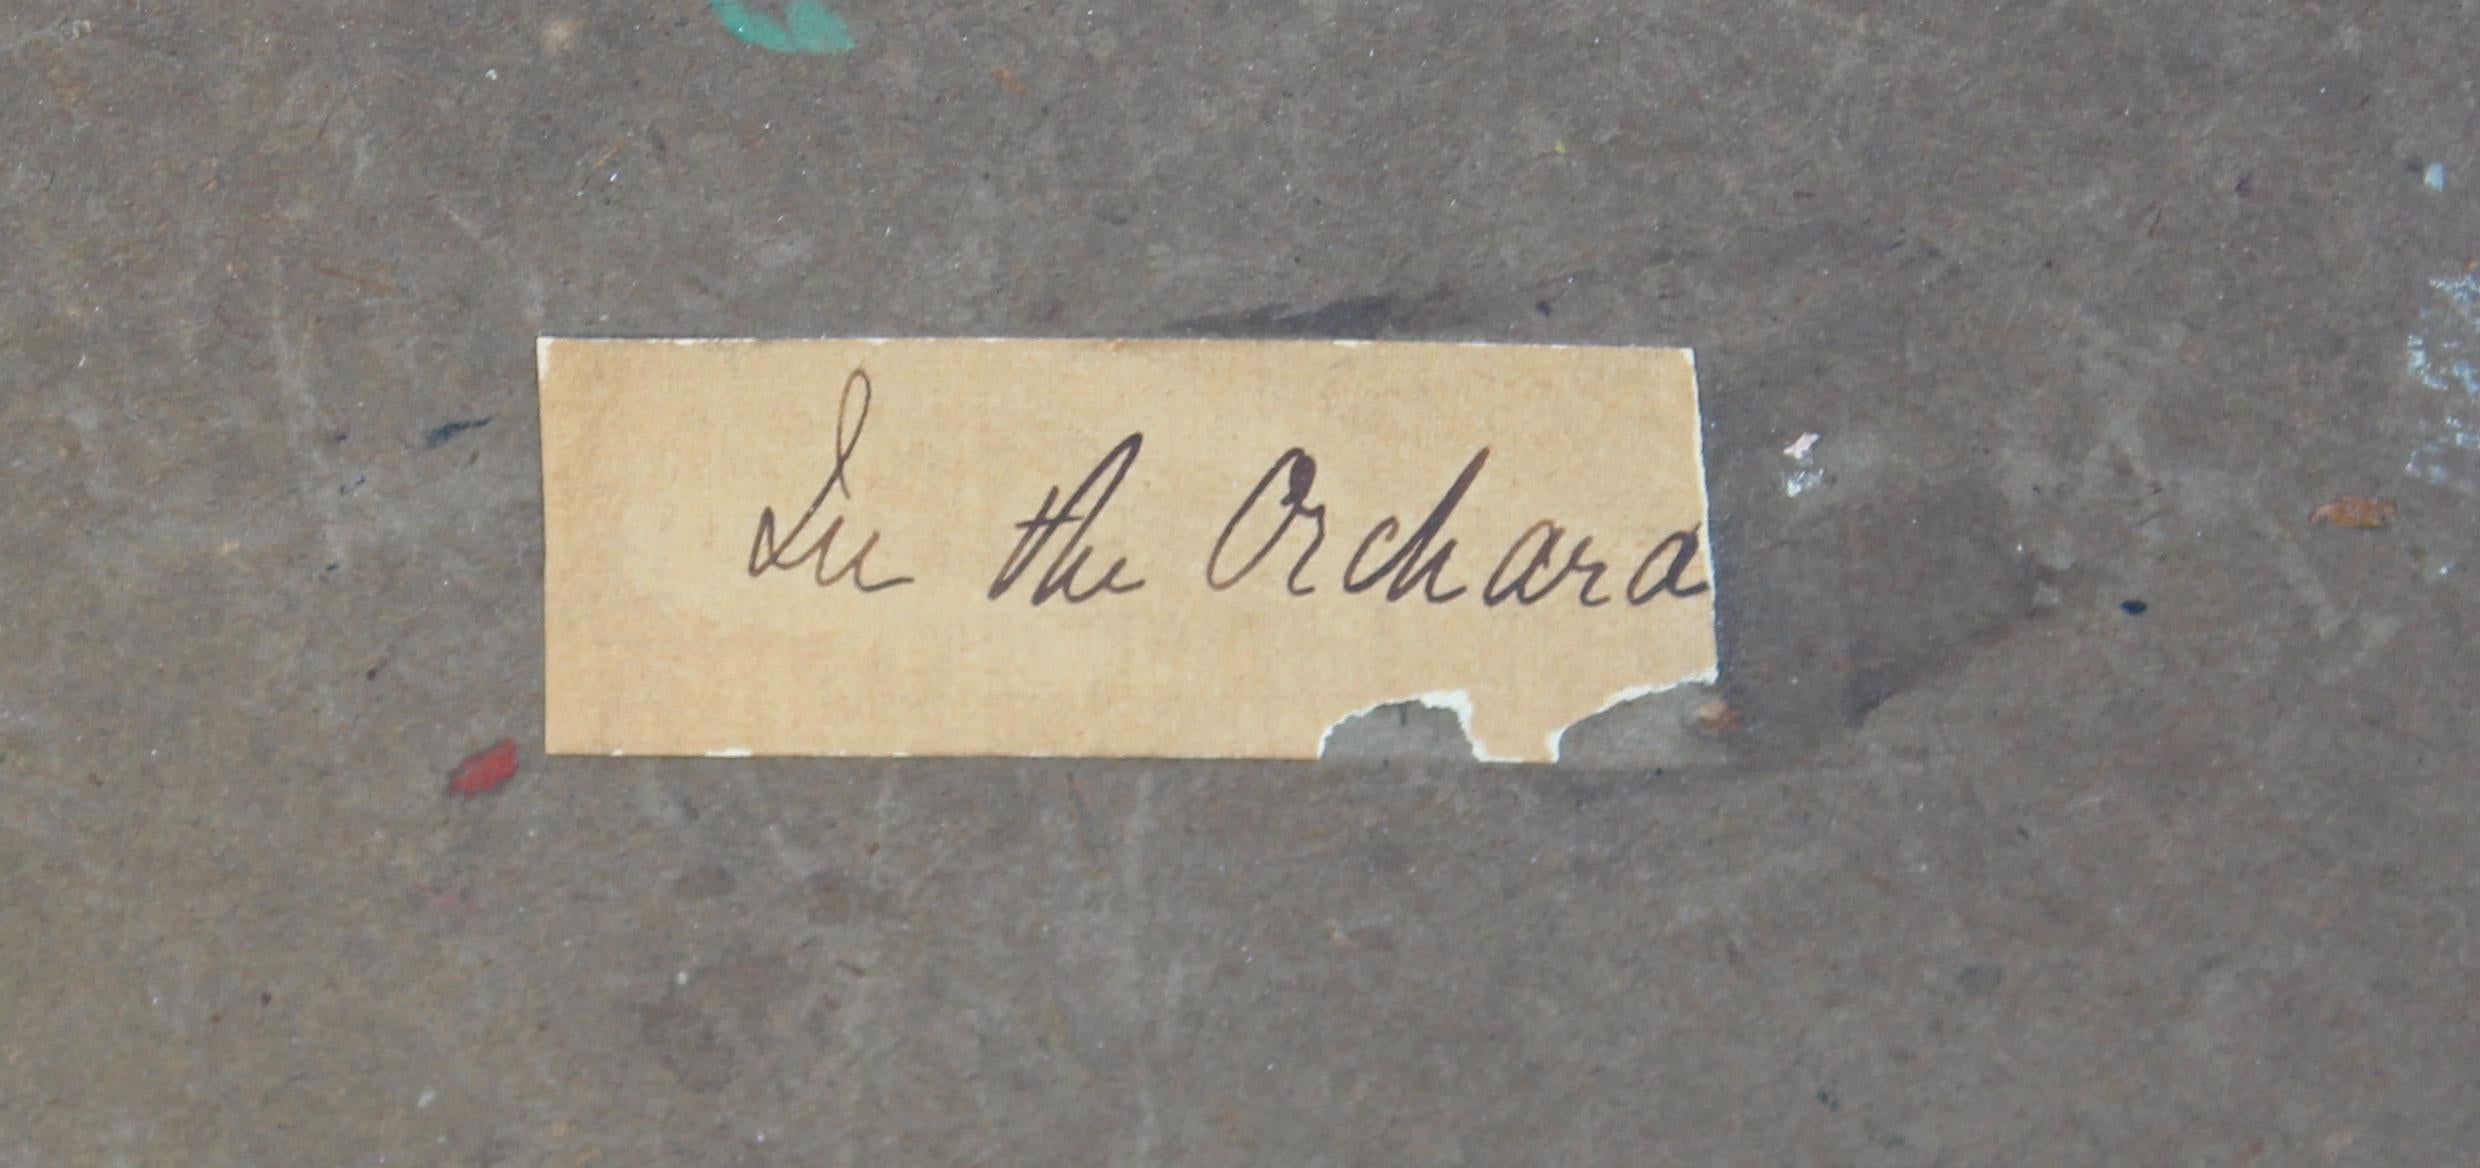 In the Orchard